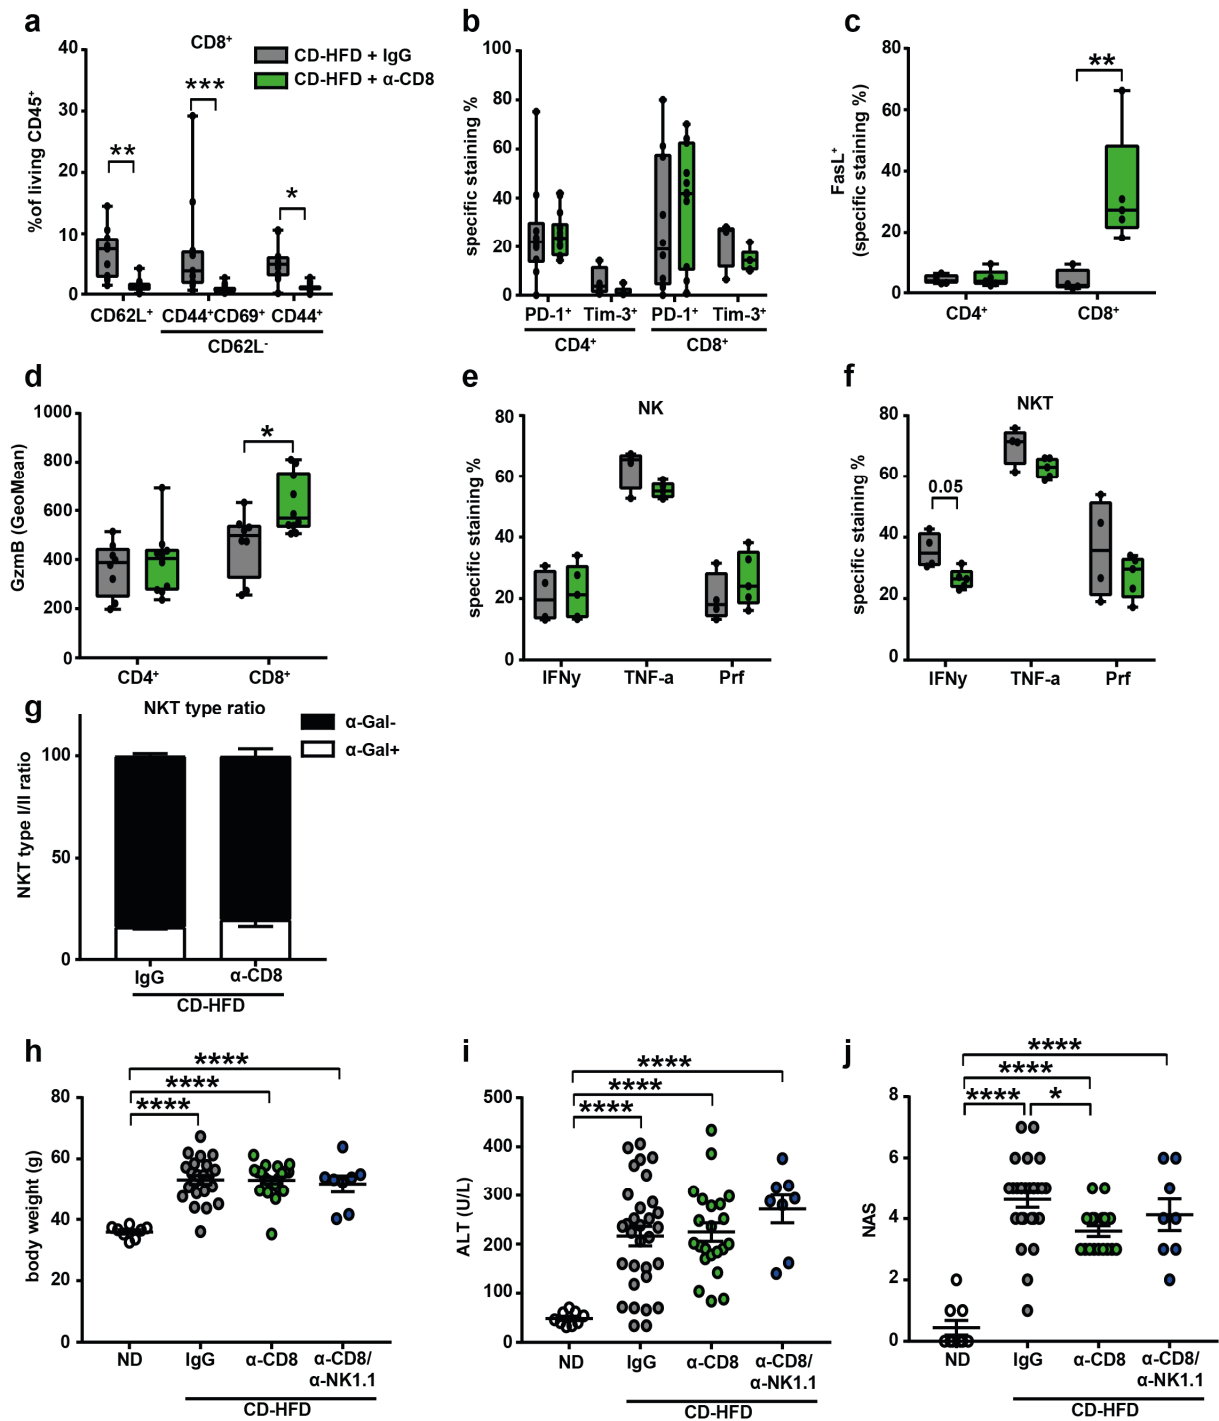 a
CD8⁺
CD-HFD + IgG
CD-HFD + α-CD8
%of living CD45⁺
40
30
20
10
0
***
**
*
CD62L⁺ CD44⁺CD69⁺ CD44⁺
CD62L⁻
b
specific staining %
100
80
60
40
20
0
PD-1⁺ Tim-3⁺ PD-1⁺ Tim-3⁺
CD4⁺ CD8⁺
c
FasL⁺
(specific staining %)
80
60
40
20
0
**
CD4⁺ CD8⁺
d
GzmB (GeoMean)
1000
800
600
400
200
0
*
CD4⁺ CD8⁺
e
NK
specific staining %
80
60
40
20
0
IFNy TNF-a Prf
f
NKT
specific staining %
80
60
40
20
0
0.05
IFNy TNF-a Prf
g
NKT type ratio
α-Gal-
α-Gal+
NKT type I/II ratio
100
50
0
IgG α-CD8
CD-HFD
h
body weight (g)
80
60
40
20
0
****
****
****
ND IgG α-CD8 α-CD8/
α-NK1.1
CD-HFD
i
ALT (U/L)
500
400
300
200
100
0
****
****
****
ND IgG α-CD8 α-CD8/
α-NK1.1
CD-HFD
j
NAS
8
6
4
2
0
****
****
**** *
ND IgG α-CD8 α-CD8/
α-NK1.1
CD-HFD